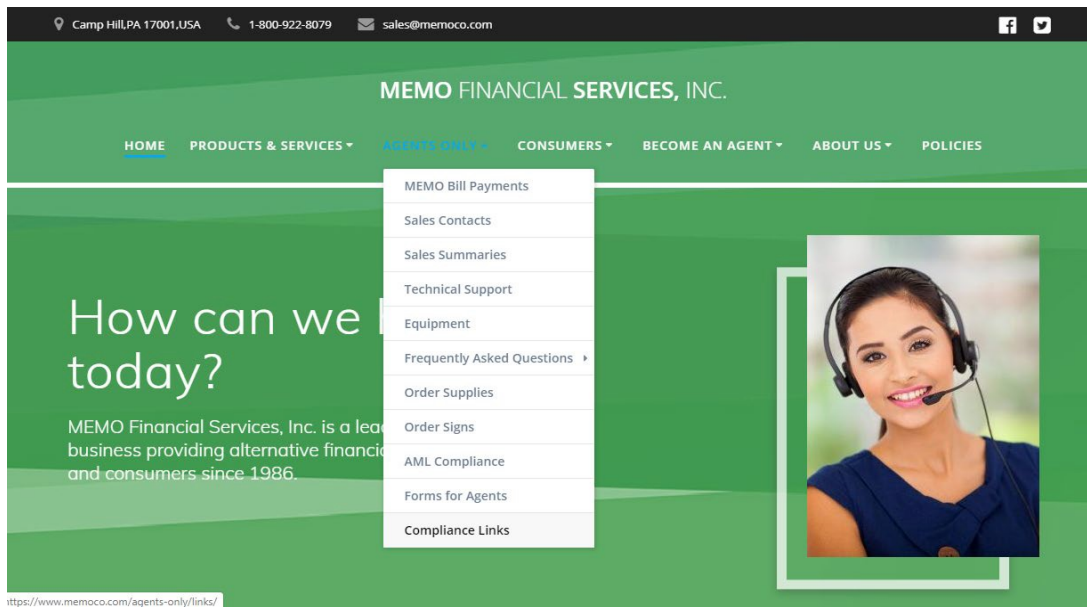 Camp Hill,PA 17001,USA 1-800-922-8079 sales@memoco.com
MEMO FINANCIAL SERVICES, INC.
HOME PRODUCTS & SERVICES AGENTS ONLY CONSUMERS BECOME AN AGENT ABOUT US POLICIES
MEMO Bill Payments
Sales Contacts
Sales Summaries
Technical Support
Equipment
Frequently Asked Questions
Order Supplies
Order Signs
AML Compliance
Forms for Agents
Compliance Links
How can we
today?
MEMO Financial Services, Inc. is a
business providing alternative
and consumers since 1986.
https://www.memoco.com/agents-only/links/